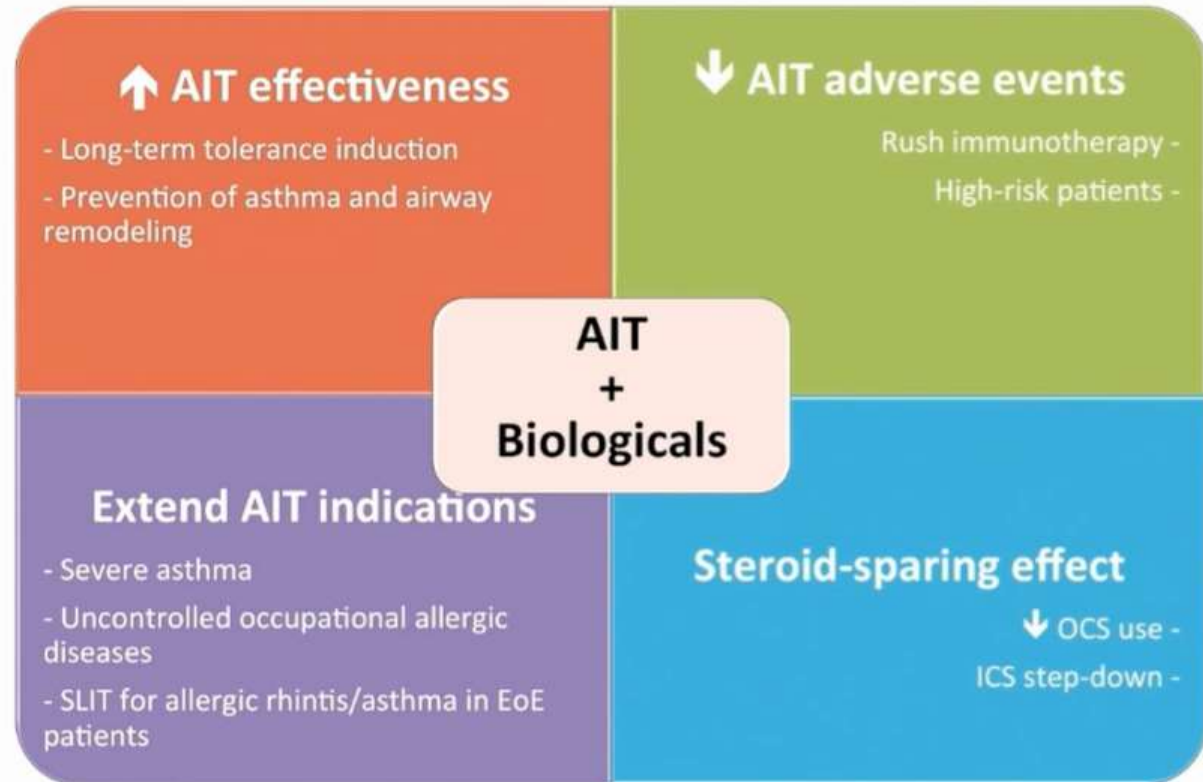 ↑ AIT effectiveness
- Long-term tolerance induction
- Prevention of asthma and airway
remodeling
↓ AIT adverse events
Rush immunotherapy -
High-risk patients -
AIT
+
Biologicals
Extend AIT indications
- Severe asthma
- Uncontrolled occupational allergic
diseases
- SLIT for allergic rhintis/asthma in EoE
patients
Steroid-sparing effect
↓ OCS use -
ICS step-down -